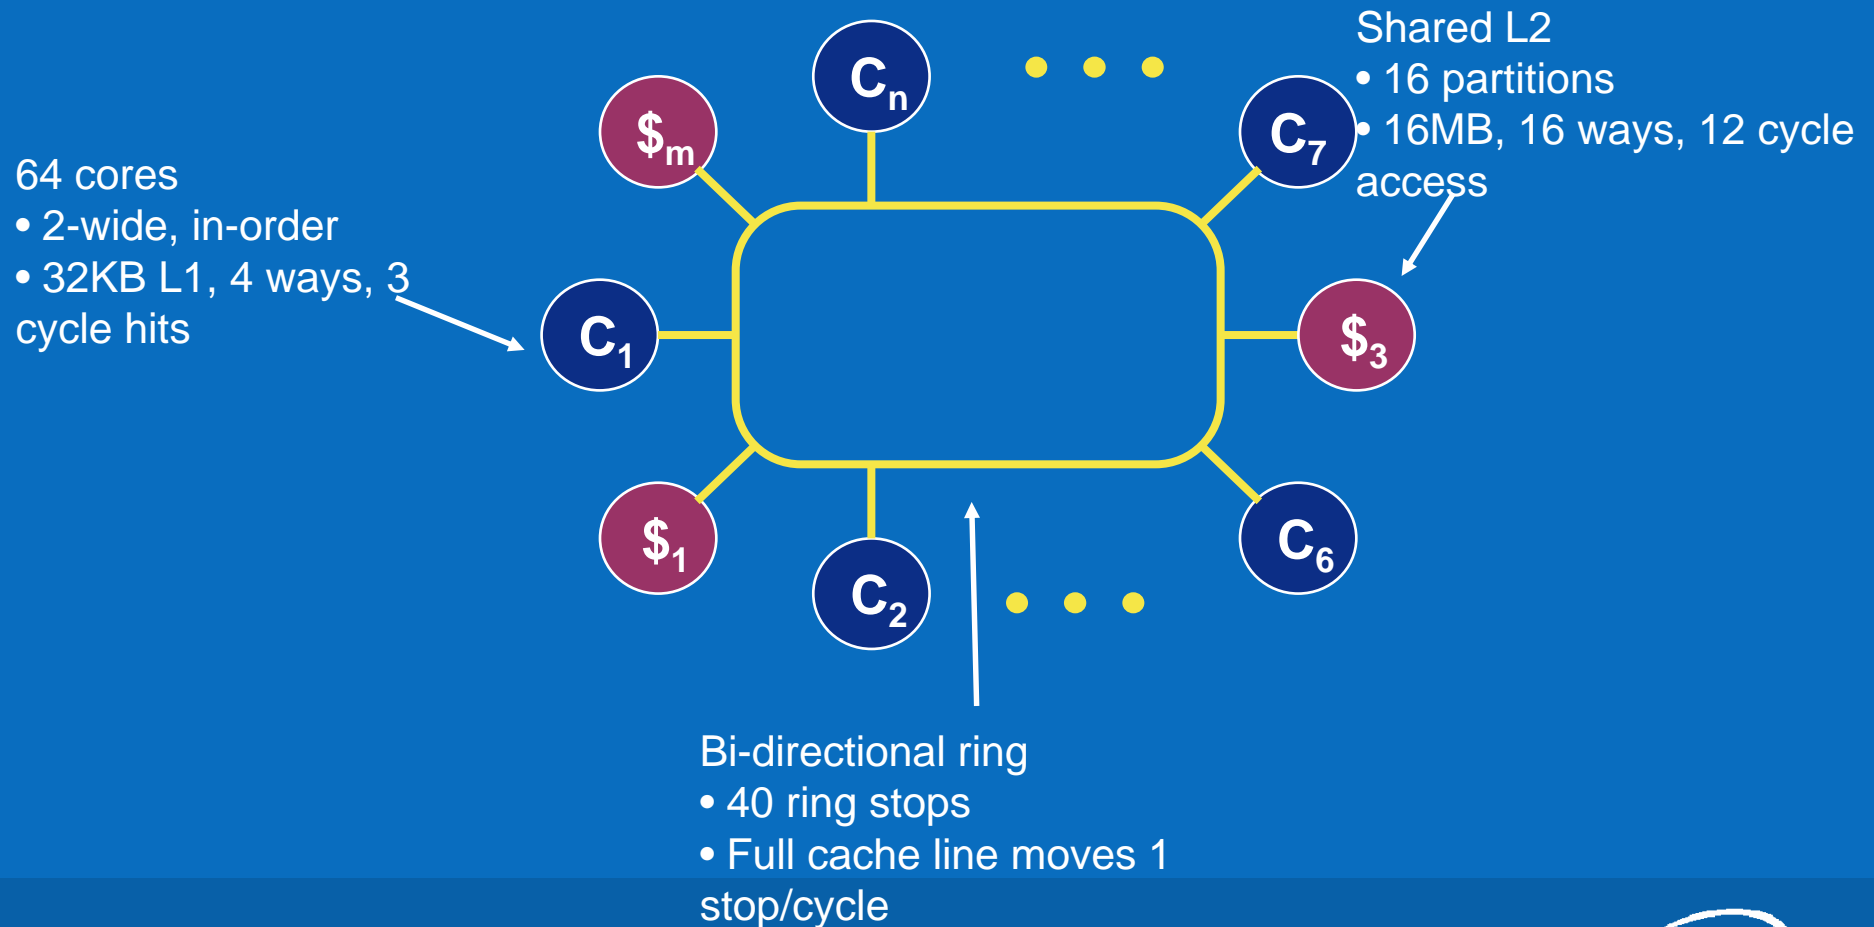 Shared L2
• 16 partitions
• 16MB, 16 ways, 12 cycle
access
64 cores
• 2-wide, in-order
• 32KB L1, 4 ways, 3
cycle hits
Cn
$m
C7
C1
$3
$1
C2
C6
Bi-directional ring
• 40 ring stops
• Full cache line moves 1
stop/cycle